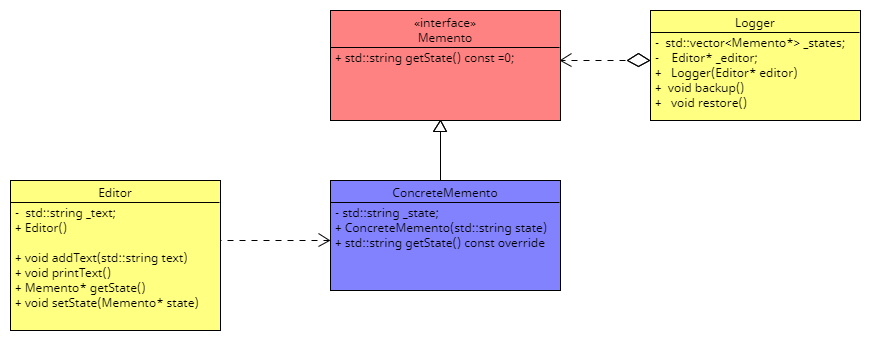 «interface»
Memento
+ std::string getState() const =0;
Logger
- std::vector<Memento*> _states;
- Editor* _editor;
+ Logger(Editor* editor)
+ void backup()
+ void restore()
Editor
- std::string _text;
+ Editor()
+ void addText(std::string text)
+ void printText()
+ Memento* getState()
+ void setState(Memento* state)
ConcreteMemento
- std::string _state;
+ ConcreteMemento(std::string state)
+ std::string getState() const override